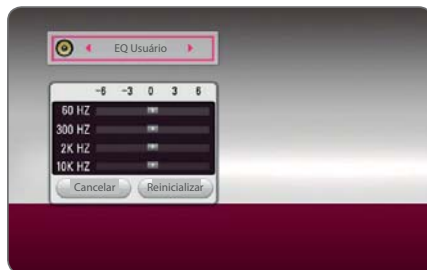 EQ Usuário
-6 -3 0 3 6
60 HZ
300 HZ
2K HZ
10K HZ
Cancelar Reinicializar